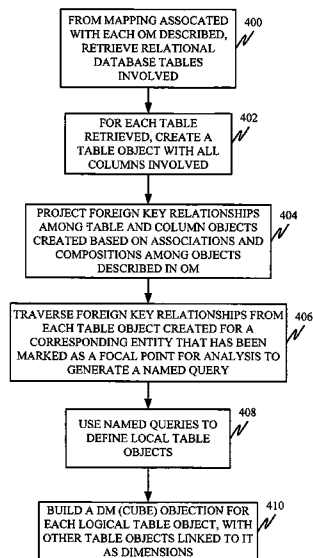 FROM MAPPING ASSOCATED
WITH EACH OM DESCRIBED,
RETRIEVE RELATIONAL
DATABASE TABLES
INVOLVED
400
FOR EACH TABLE
RETRIEVED, CREATE A
TABLE OBJECT WITH ALL
COLUMNS INVOLVED
402
PROJECT FOREIGN KEY RELATIONSHIPS
AMONG TABLE AND COLUMN OBJECTS
CREATED BASED ON ASSOCIATIONS AND
COMPOSITIONS AMONG OBJECTS
DESCRIBED IN OM
404
TRAVERSE FOREIGN KEY RELATIONSHIPS FROM
EACH TABLE OBJECT CREATED FOR A
CORRESPONDING ENTITY THAT HAS BEEN
MARKED AS A FOCAL POINT FOR ANALYSIS TO
GENERATE A NAMED QUERY
406
USE NAMED QUERIES TO
DEFINE LOCAL TABLE
OBJECTS
408
BUILD A DM (CUBE) OBJECTION FOR
EACH LOGICAL TABLE OBJECT, WITH
OTHER TABLE OBJECTS LINKED TO IT
AS DIMENSIONS
410